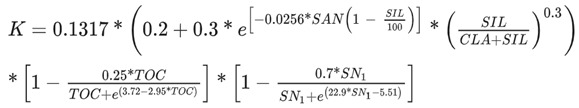 K = 0.1317 * (0.2 + 0.3 * e^[-0.0256*SAN(1 - SIL/100)] * (SIL/(CLA+SIL))^0.3)
* [1 - 0.25*TOC/(TOC+e^(3.72-2.95*TOC))] * [1 - 0.7*SN₁/(SN₁+e^(22.9*SN₁-5.51))]